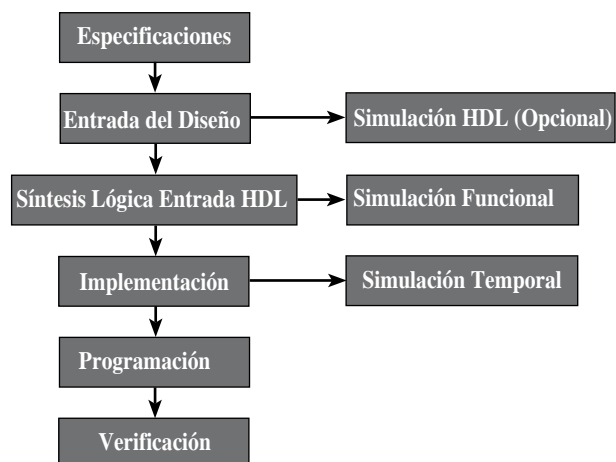 Especificaciones
Entrada del Diseño
Simulación HDL (Opcional)
Síntesis Lógica Entrada HDL
Simulación Funcional
Implementación
Simulación Temporal
Programación
Verificación